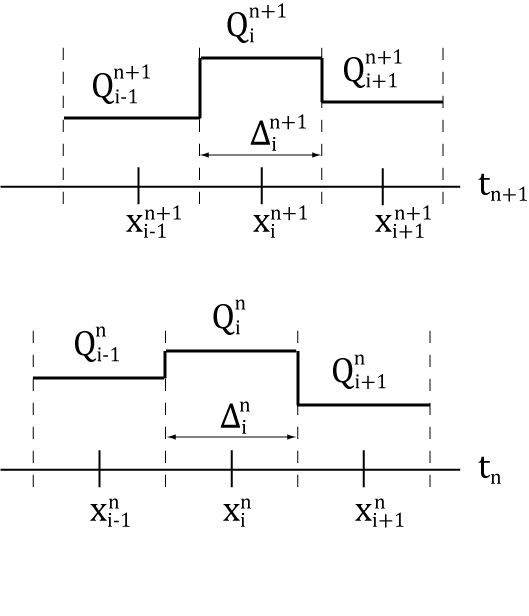 Q_i^{n+1}
Q_{i-1}^{n+1} Q_{i+1}^{n+1}
Δ_i^{n+1}
t_{n+1}
x_{i-1}^{n+1} x_i^{n+1} x_{i+1}^{n+1}
Q_i^n
Q_{i-1}^n Q_{i+1}^n
Δ_i^n
t_n
x_{i-1}^n x_i^n x_{i+1}^n